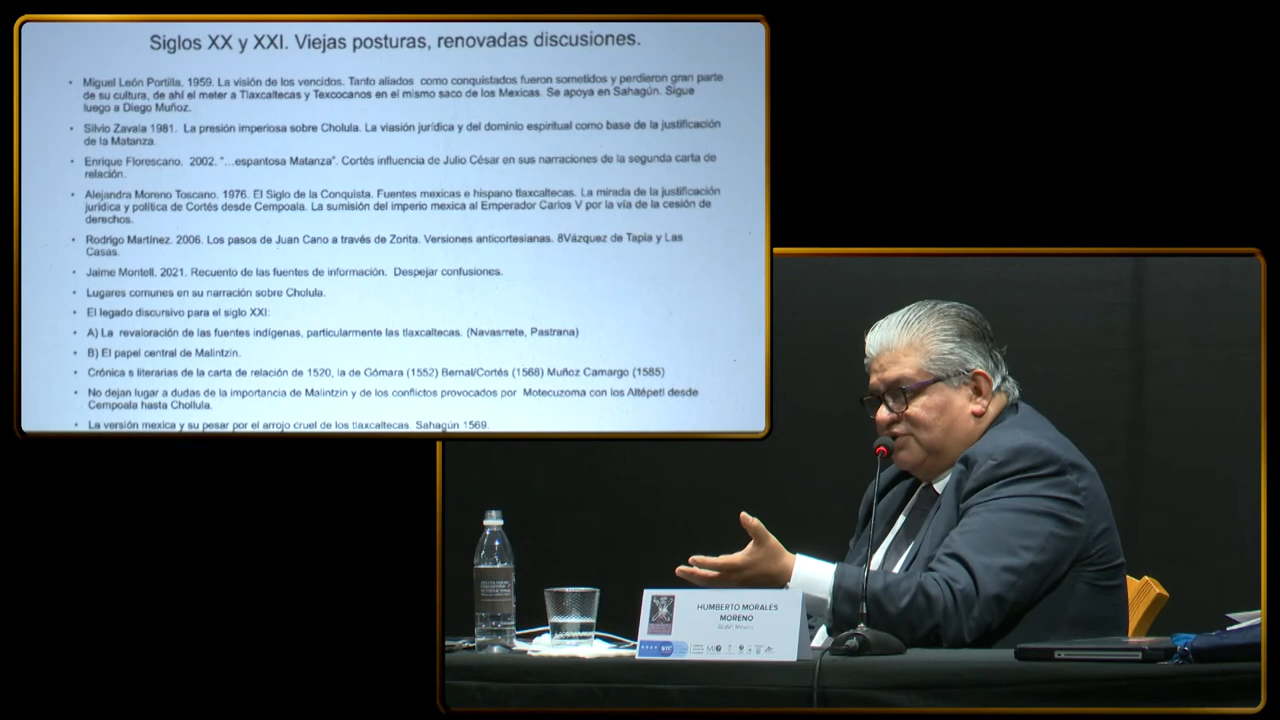 Siglos XX y XXI. Viejas posturas, renovadas discusiones.
• Miguel León Portilla. 1959. La visión de los vencidos. Tanto aliados como conquistados fueron sometidos y perdieron gran parte
de su cultura, de ahí el meter a Tlaxcaltecas y Texcocanos en el mismo saco de los Mexicas. Se apoya en Sahagún. Sigue
luego a Diego Muñoz.
• Silvio Zavala 1981. La presión imperiosa sobre Cholula. La viasión jurídica y del dominio espiritual como base de la justificación
de la Matanza.
• Enrique Florescano. 2002. "...espantosa Matanza". Cortés influencia de Julio César en sus narraciones de la segunda carta de
relación.
• Alejandra Moreno Toscano. 1976. El Siglo de la Conquista. Fuentes mexicas e hispano tlaxcaltecas. La mirada de la justificación
jurídica y política de Cortés desde Cempoala. La sumisión del imperio mexica al Emperador Carlos V por la vía de la cesión de
derechos.
• Rodrigo Martínez. 2006. Los pasos de Juan Cano a través de Zorita. Versiones anticortesianas. 8Vázquez de Tapia y Las
Casas.
• Jaime Montell. 2021. Recuento de las fuentes de información. Despejar confusiones.
• Lugares comunes en su narración sobre Cholula.
• El legado discursivo para el siglo XXI:
• A) La revaloración de las fuentes indígenas, particularmente las tlaxcaltecas. (Navasrrete, Pastrana)
• B) El papel central de Malintzin.
• Crónica s literarias de la carta de relación de 1520, la de Gómara (1552) Bernal/Cortés (1568) Muñoz Camargo (1585)
• No dejan lugar a dudas de la importancia de Malintzin y de los conflictos provocados por Motecuzoma con los Altépetl desde
Cempoala hasta Chollula.
• La versión mexica y su pesar por el arrojo cruel de los tlaxcaltecas. Sahagún 1569.
HUMBERTO MORALES
MORENO
BUAP, México